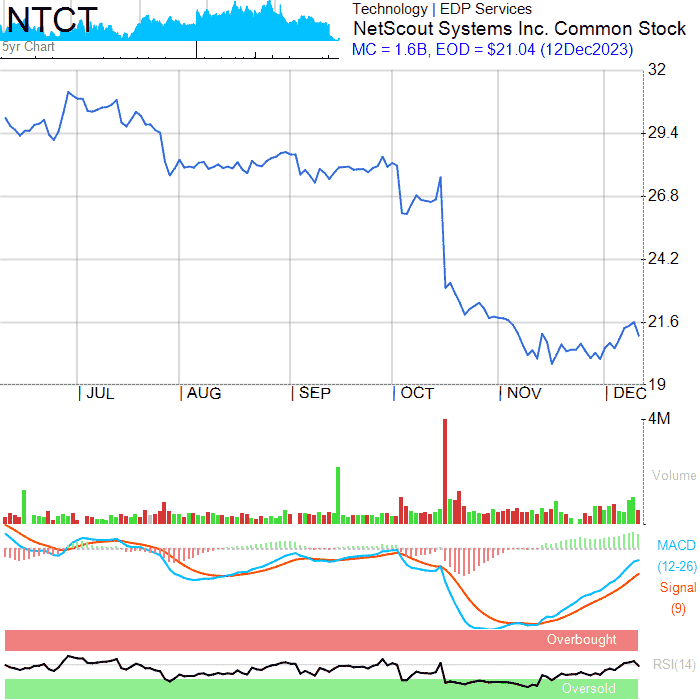 NTCT
5yr Chart
Technology | EDP Services
NetScout Systems Inc. Common Stock
MC = 1.6B, EOD = $21.04 (12Dec2023)
32
29.4
26.8
24.2
21.6
19
JUL AUG SEP OCT NOV DEC
4M
Volume
MACD
(12-26)
Signal
(9)
Overbought
RSI(14)
Oversold